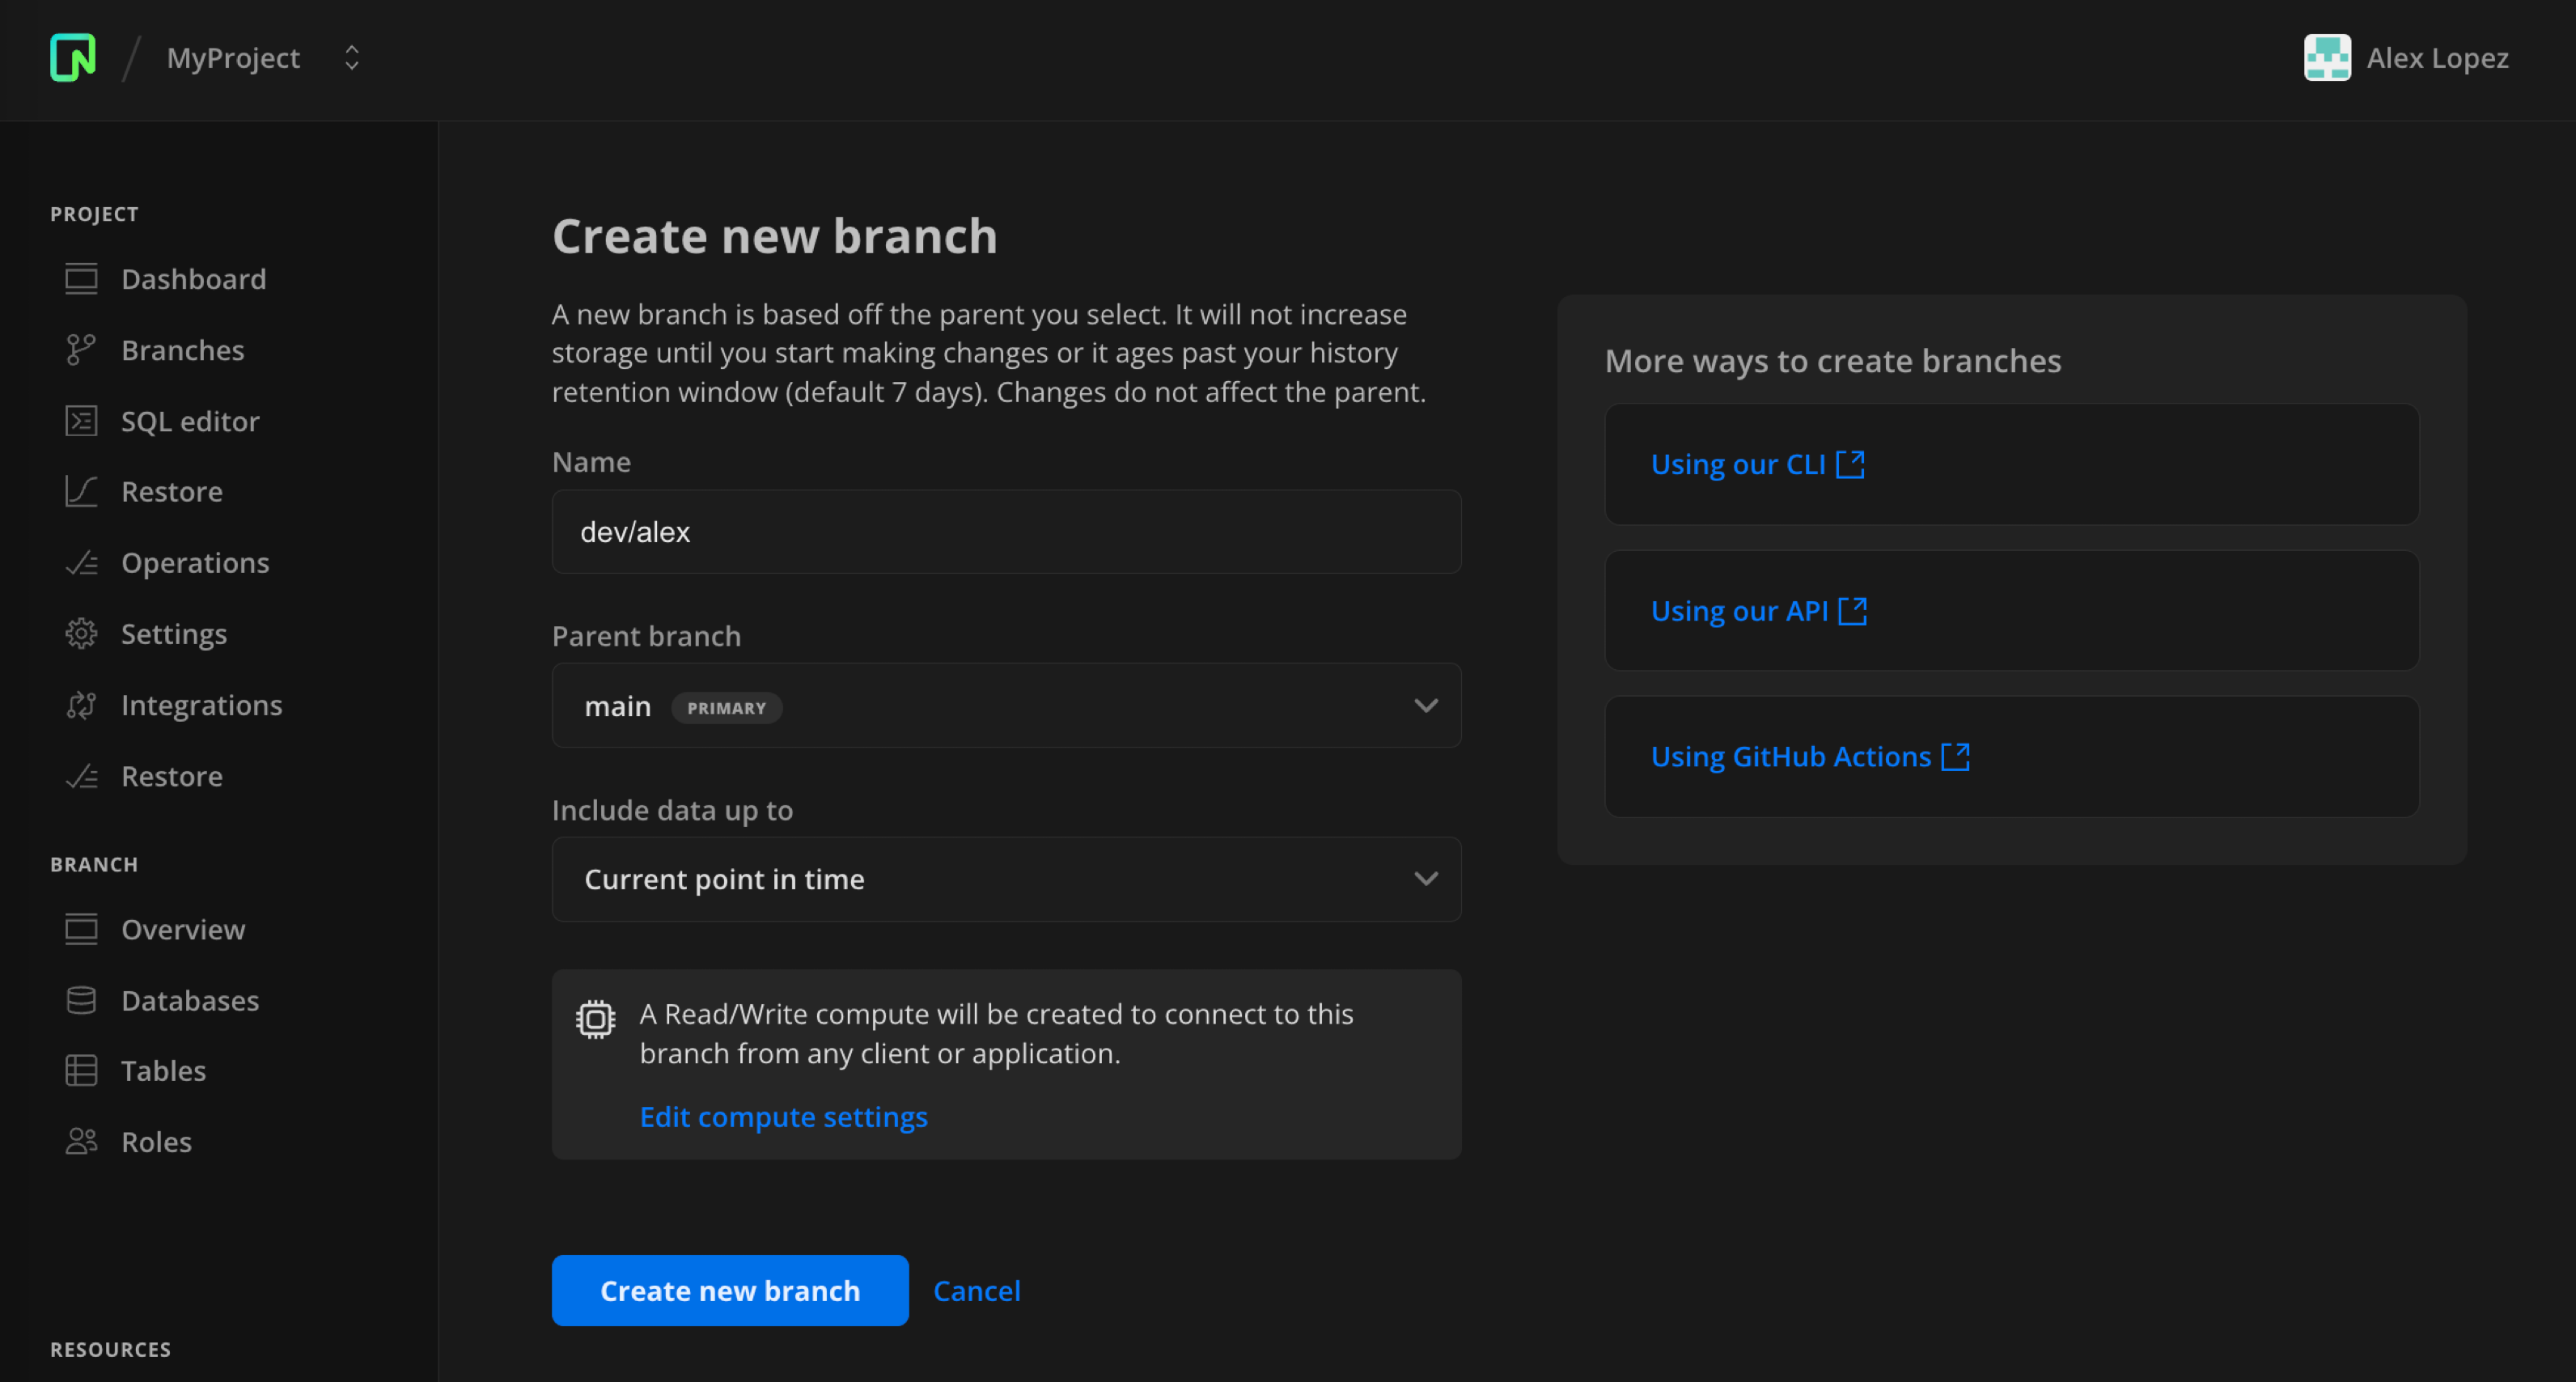 MyProject
Alex Lopez
PROJECT
Dashboard
Branches
SQL editor
Restore
Operations
Settings
Integrations
Restore
BRANCH
Overview
Databases
Tables
Roles
RESOURCES
Create new branch
A new branch is based off the parent you select. It will not increase
storage until you start making changes or it ages past your history
retention window (default 7 days). Changes do not affect the parent.
Name
dev/alex
Parent branch
main PRIMARY
Include data up to
Current point in time
A Read/Write compute will be created to connect to this
branch from any client or application.
Edit compute settings
Create new branch Cancel
More ways to create branches
Using our CLI
Using our API
Using GitHub Actions